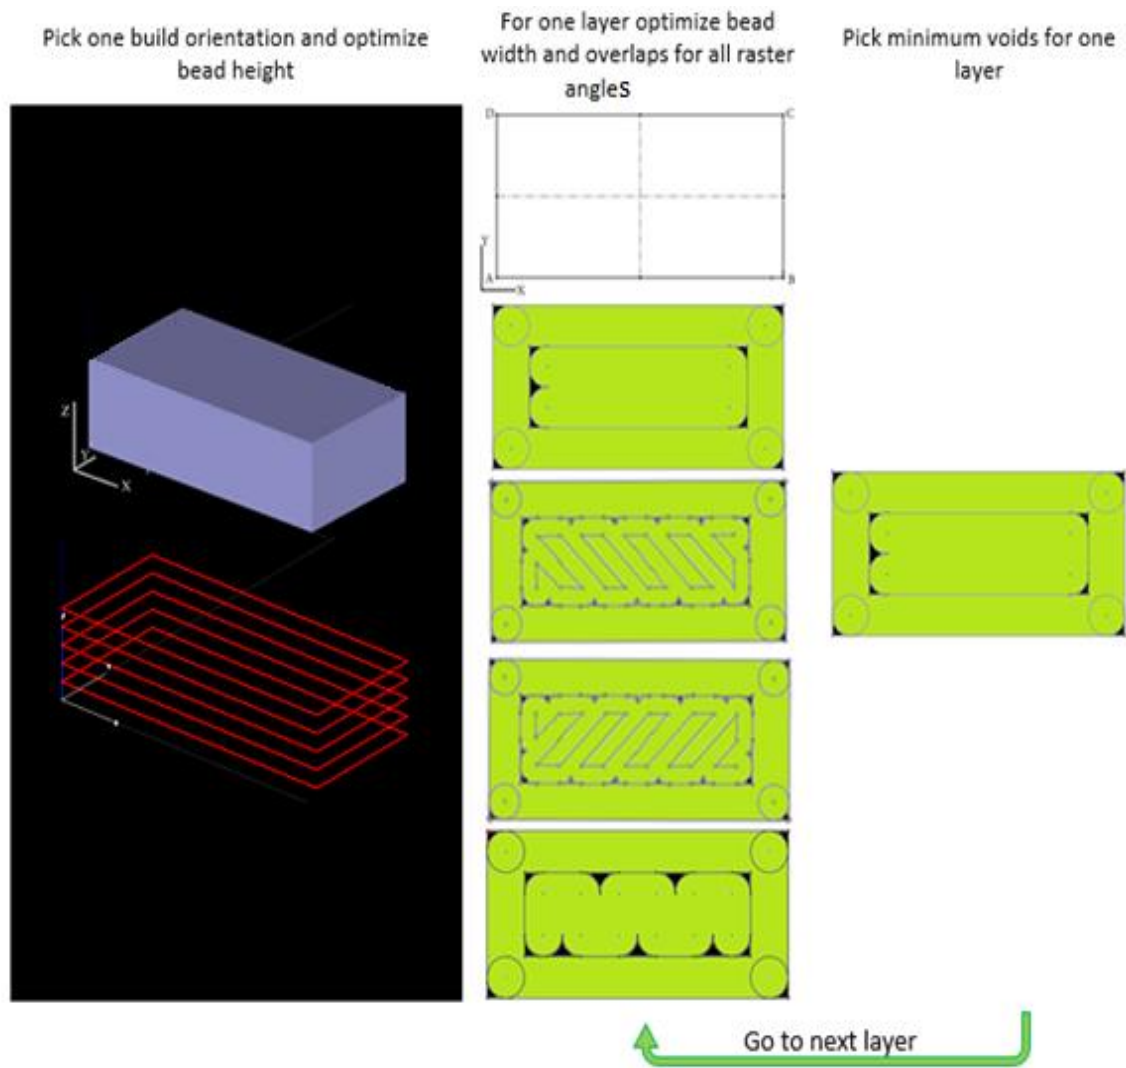 Pick one build orientation and optimize
bead height
For one layer optimize bead
width and overlaps for all raster
angles
Pick minimum voids for one
layer
D
C
Y
A
B
X
Z
Y
X
Go to next layer